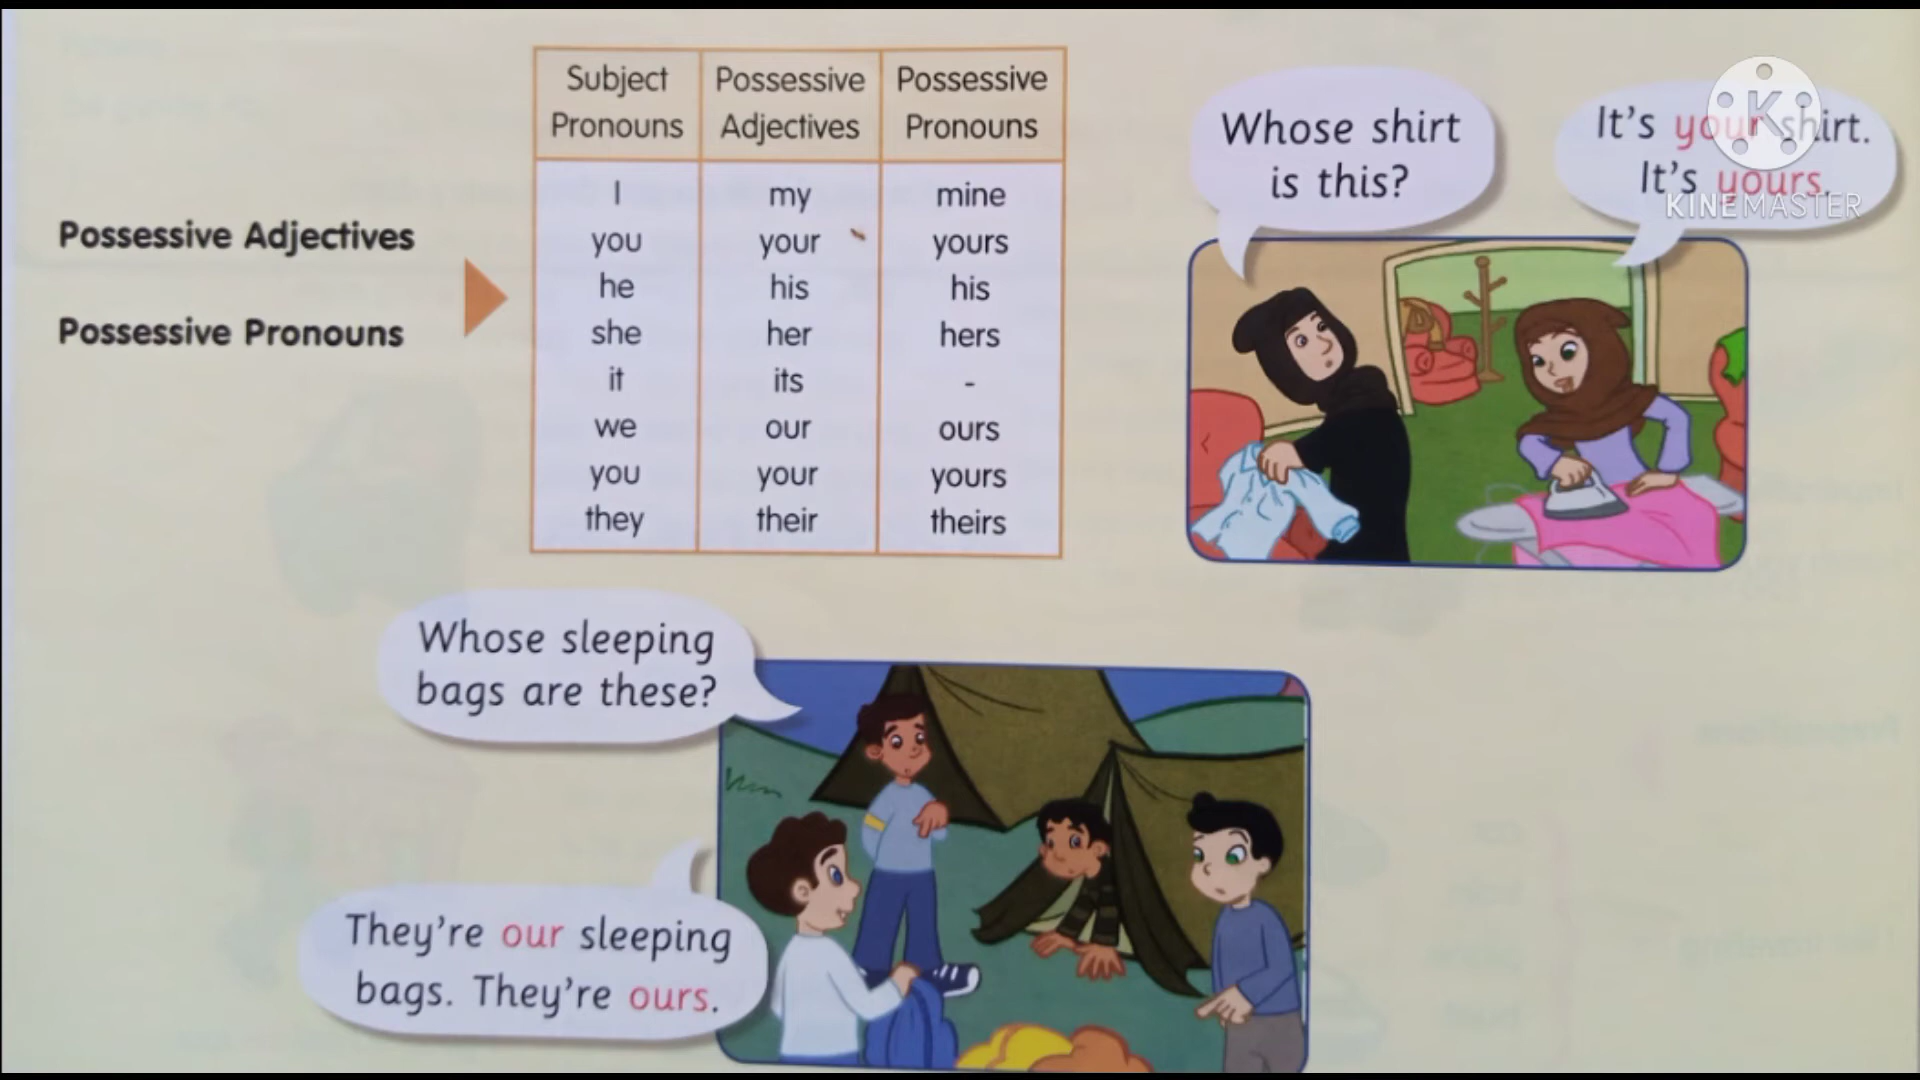 Possessive Adjectives
Possessive Pronouns
Subject Pronouns Possessive Adjectives Possessive Pronouns
I my mine
you your yours
he his his
she her hers
it its -
we our ours
you your yours
they their theirs
Whose shirt
is this?
It's your shirt.
It's yours.
K
KINEMASTER
Whose sleeping
bags are these?
They're our sleeping
bags. They're ours.